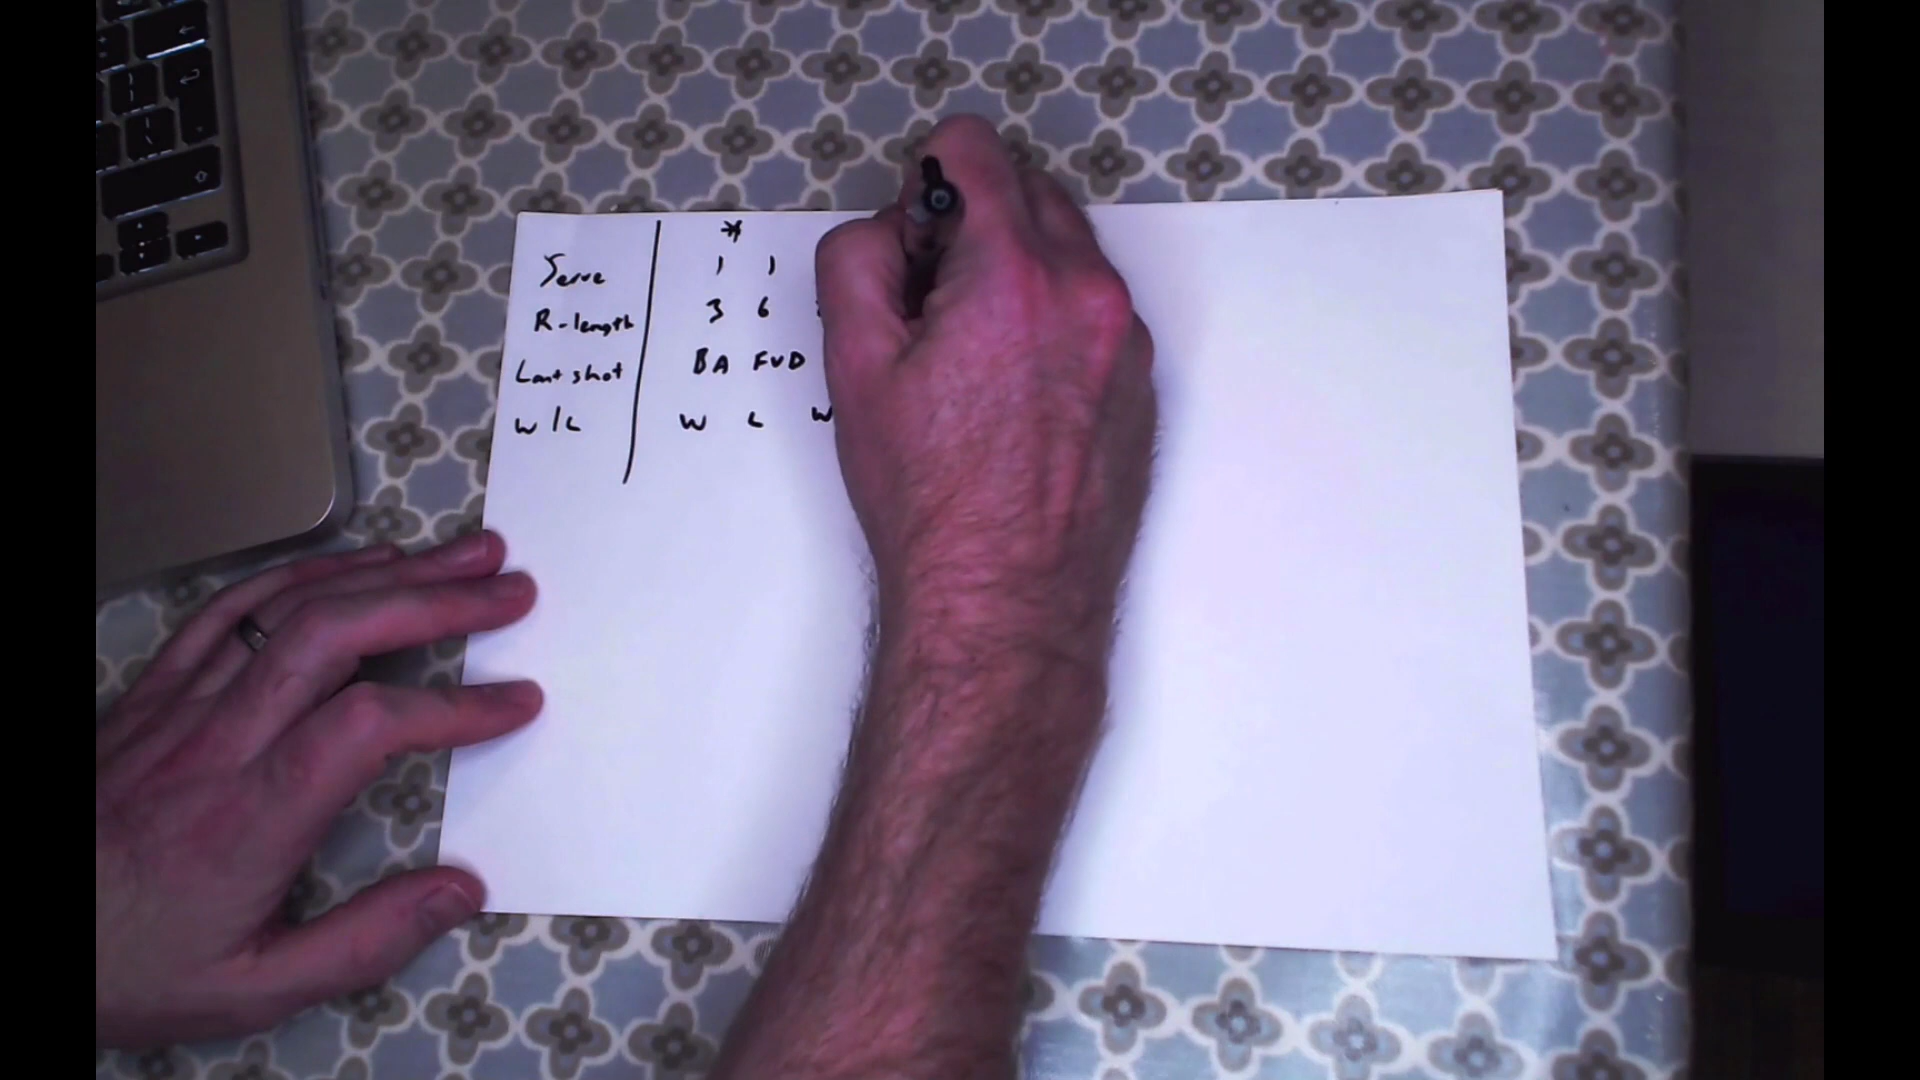 *
Serve 1 1
R-length 3 6
Last shot BA FVD
W/L W L W